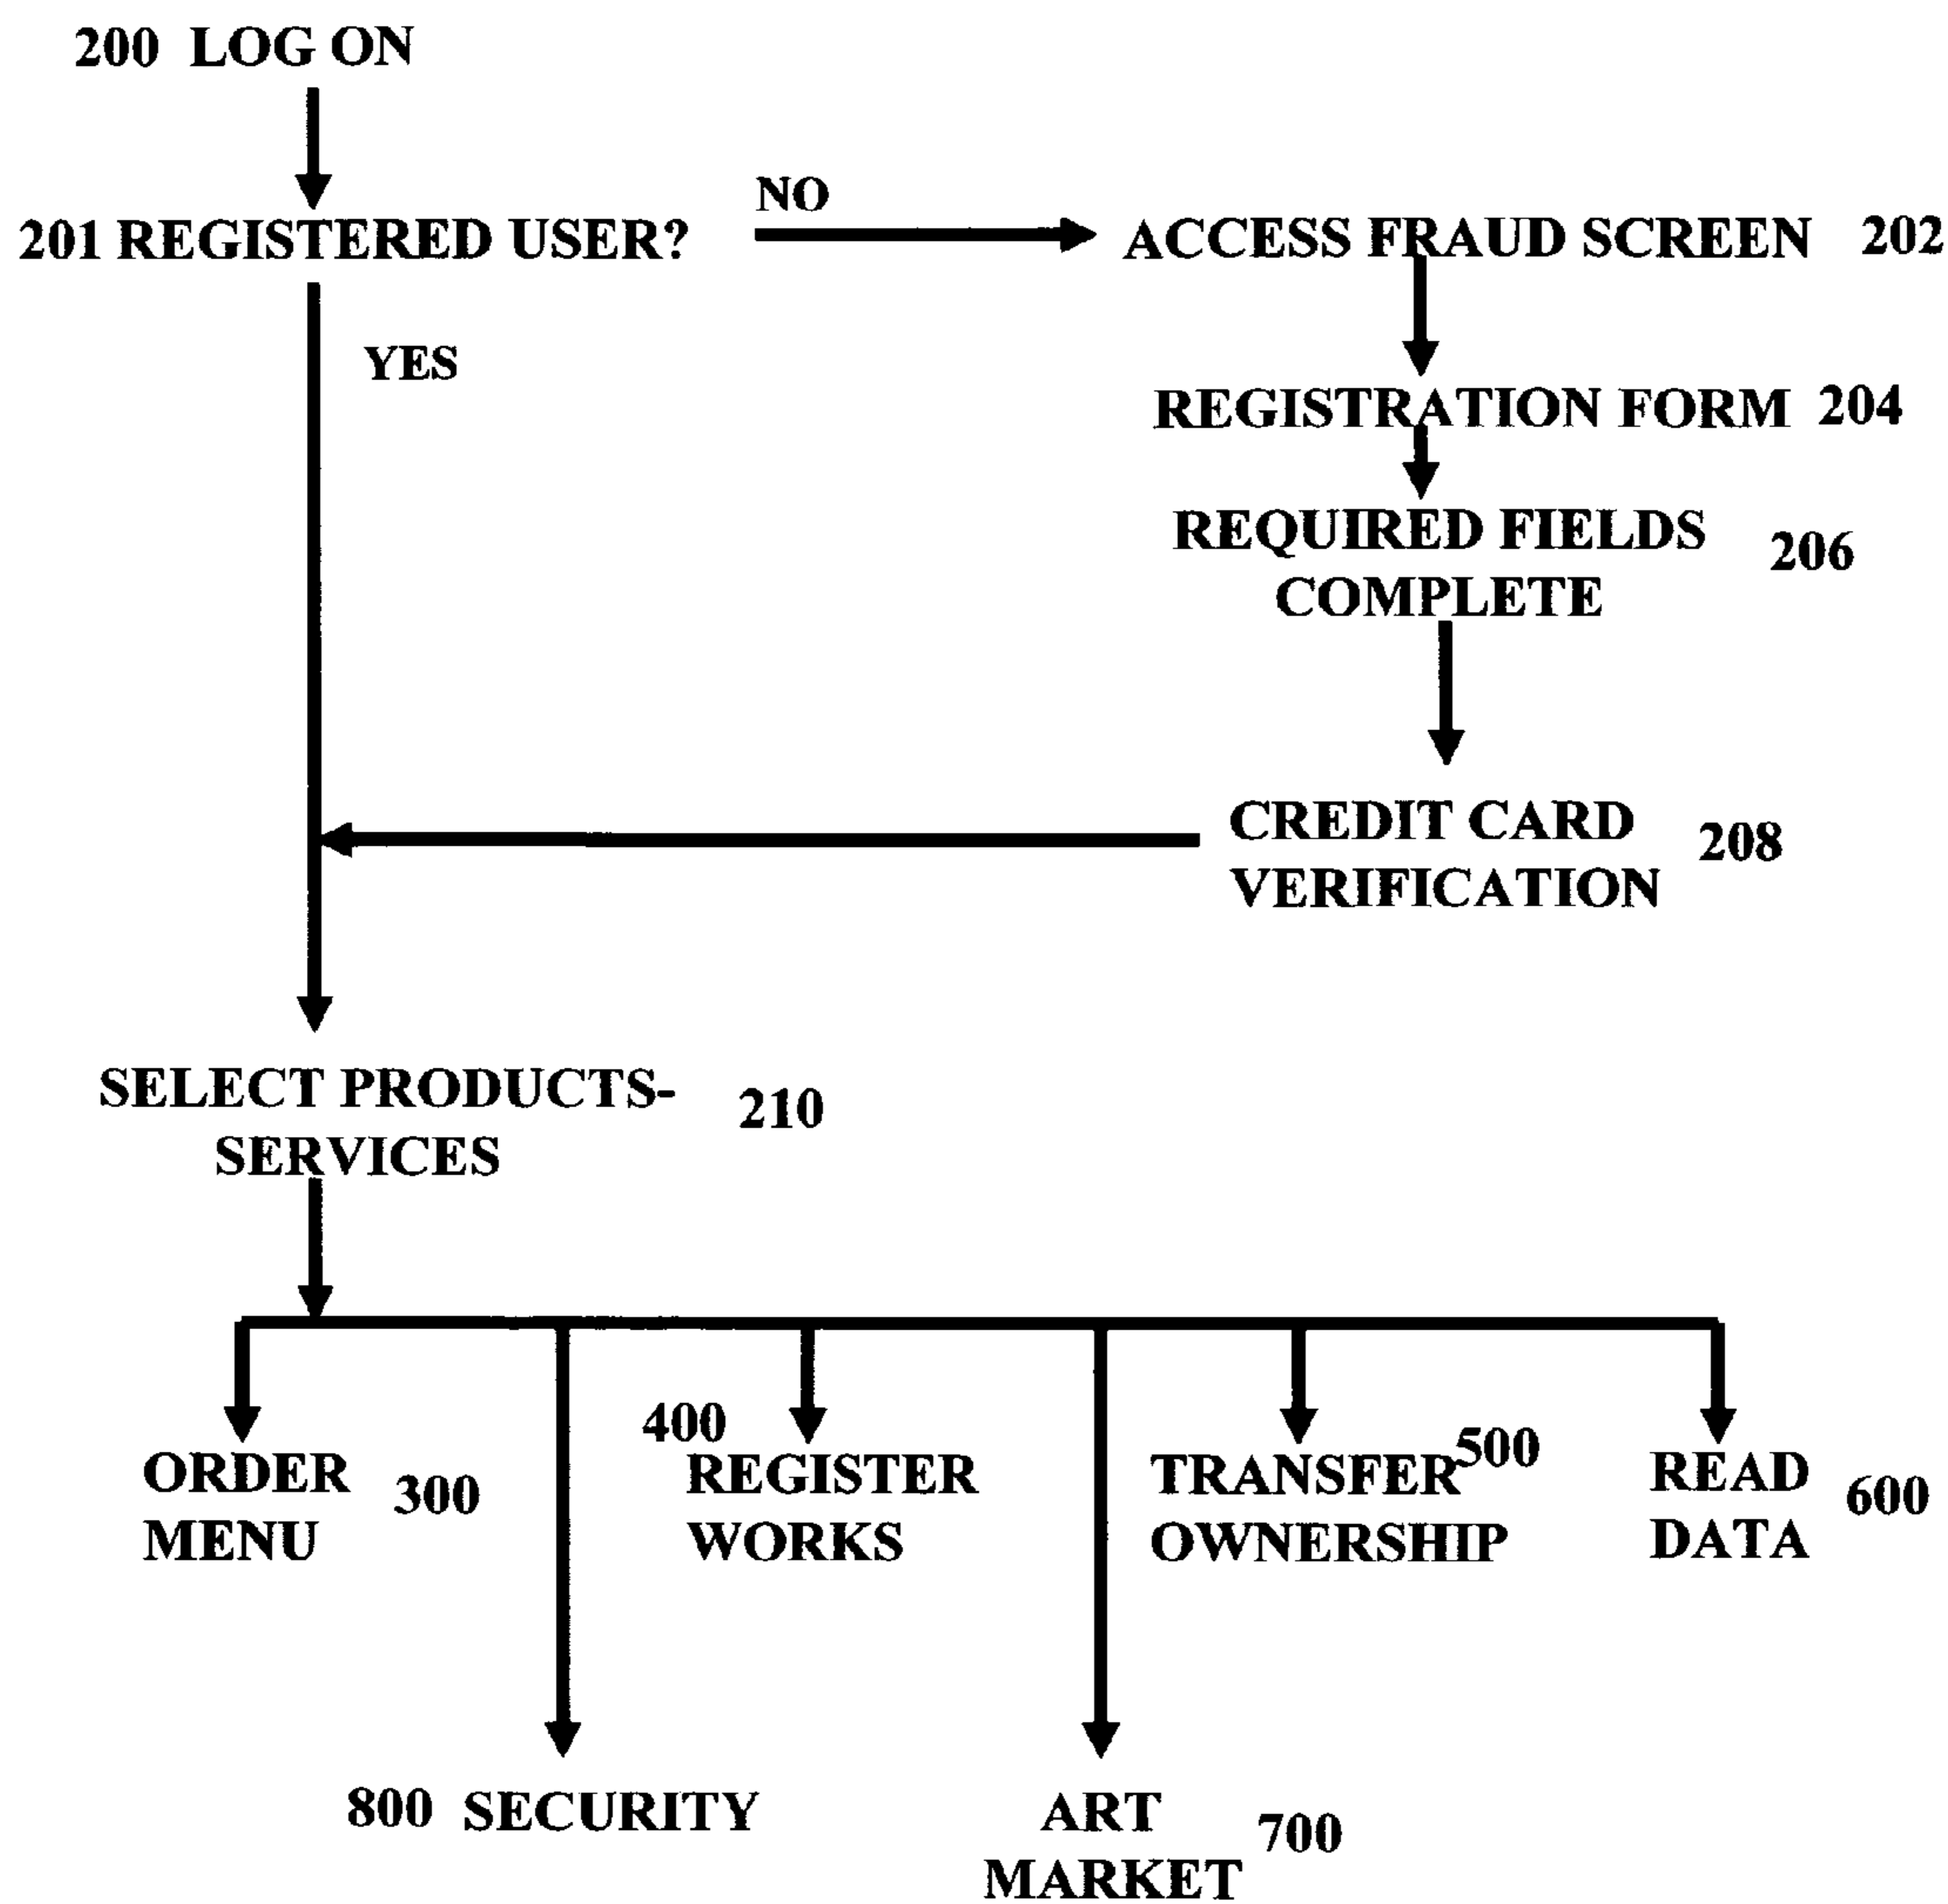 200 LOG ON
NO
201 REGISTERED USER?
ACCESS FRAUD SCREEN 202
YES
REGISTRATION FORM 204
REQUIRED FIELDS
COMPLETE
206
CREDIT CARD
VERIFICATION
208
SELECT PRODUCTS-
SERVICES
210
ORDER
MENU
300
400
REGISTER
WORKS
TRANSFER
OWNERSHIP
500
READ
DATA
600
800 SECURITY
ART
MARKET
700